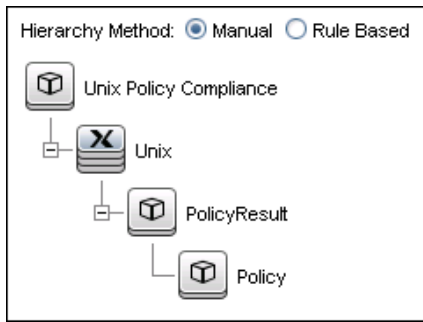 Hierarchy Method: Manual Rule Based
Unix Policy Compliance
Unix
PolicyResult
Policy